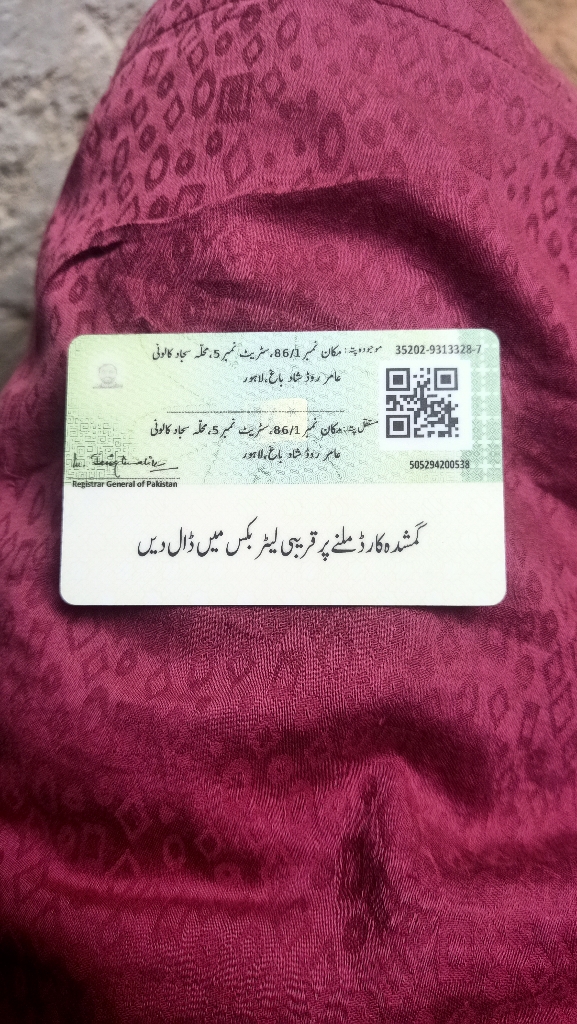 موجودہ پتہ: مکان نمبر 86/1، سٹریٹ نمبر 5، محلہ سجاد کالونی
عامر روڈ شاد باغ، لاہور
35202-9313328-7
مستقل پتہ: مکان نمبر 86/1، سٹریٹ نمبر 5، محلہ سجاد کالونی
عامر روڈ شاد باغ، لاہور
505294200538
Registrar General of Pakistan
گمشدہ کارڈ ملنے پر قریبی لیٹر بکس میں ڈال دیں